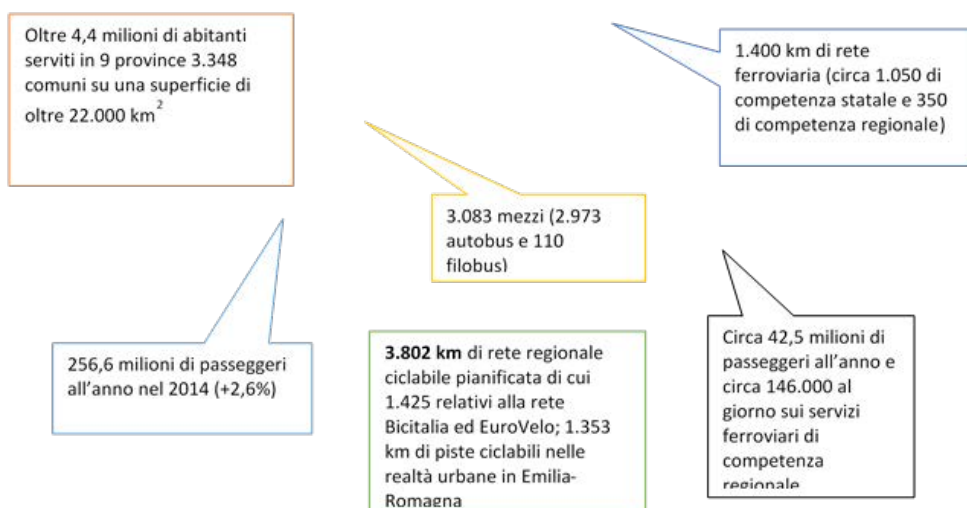 Oltre 4,4 milioni di abitanti
serviti in 9 province 3.348
comuni su una superficie di
oltre 22.000 km²
1.400 km di rete
ferroviaria (circa 1.050 di
competenza statale e 350
di competenza regionale)
3.083 mezzi (2.973
autobus e 110
filobus)
256,6 milioni di passeggeri
all'anno nel 2014 (+2,6%)
3.802 km di rete regionale
ciclabile pianificata di cui
1.425 relativi alla rete
Bicitalia ed EuroVelo; 1.353
km di piste ciclabili nelle
realtà urbane in Emilia-
Romagna
Circa 42,5 milioni di
passeggeri all'anno e
circa 146.000 al
giorno sui servizi
ferroviari di
competenza
regionale